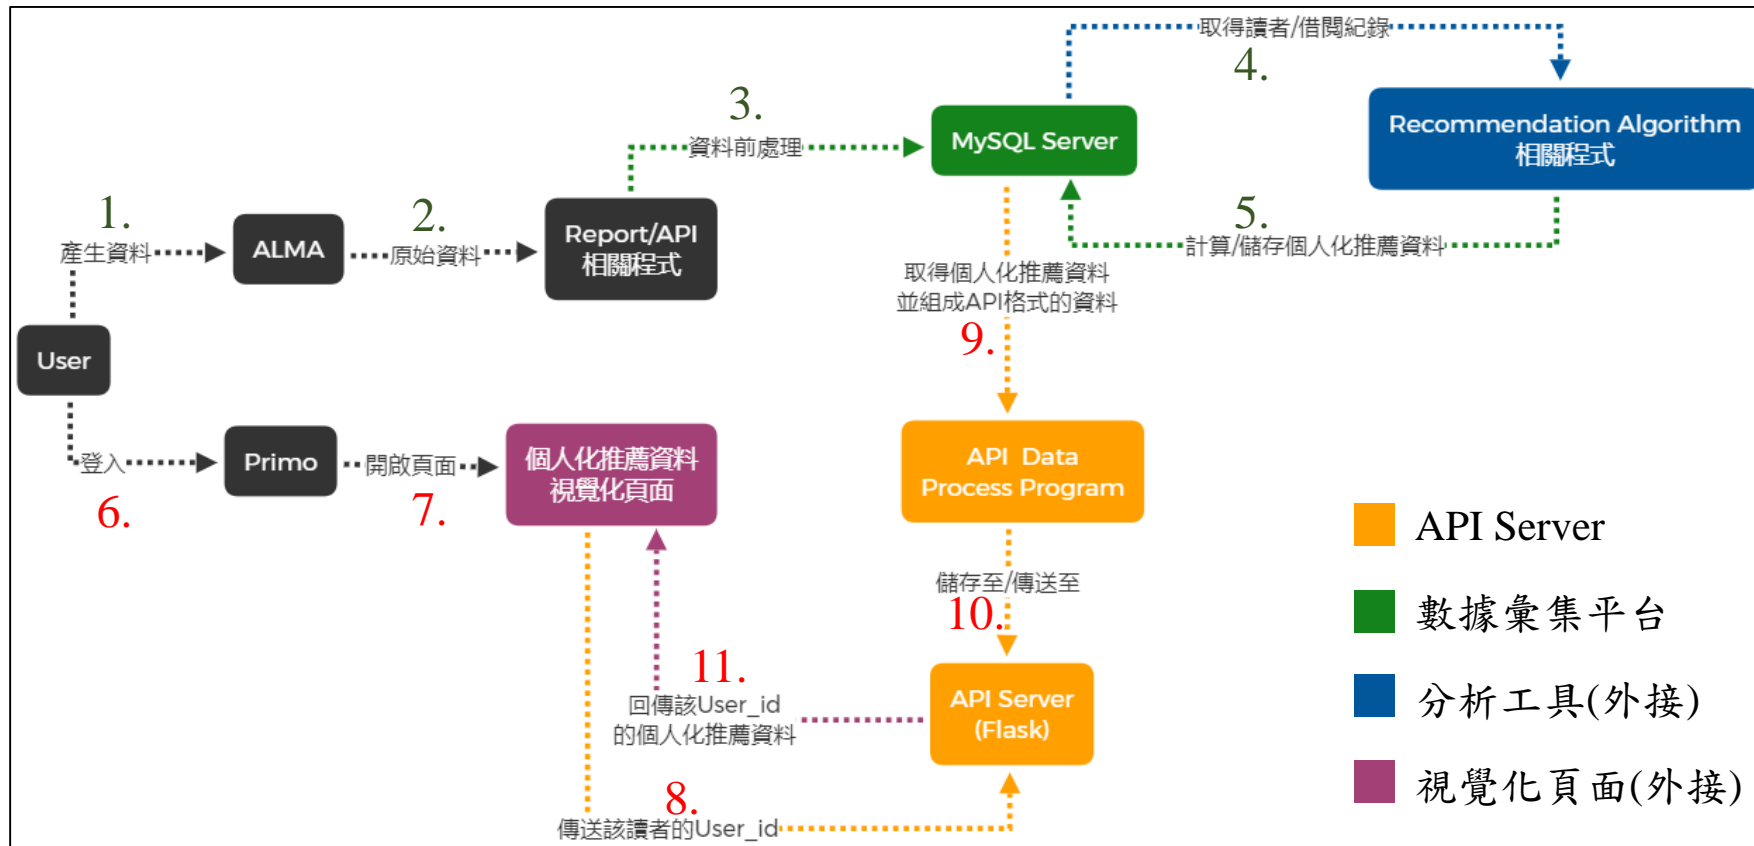 取得讀者/借閱紀錄
4.
3.
資料前處理
MySQL Server
Recommendation Algorithm
相關程式
1.
產生資料
ALMA
2.
原始資料
Report/API
相關程式
5.
計算/儲存個人化推薦資料
取得個人化推薦資料
並組成API格式的資料
9.
User
登入
6.
Primo
開啟頁面
7.
個人化推薦資料
視覺化頁面
API Data
Process Program
儲存至/傳送至
10.
11.
回傳該User_id
的個人化推薦資料
API Server
(Flask)
8.
傳送該讀者的User_id
API Server
數據彙集平台
分析工具(外接)
視覺化頁面(外接)